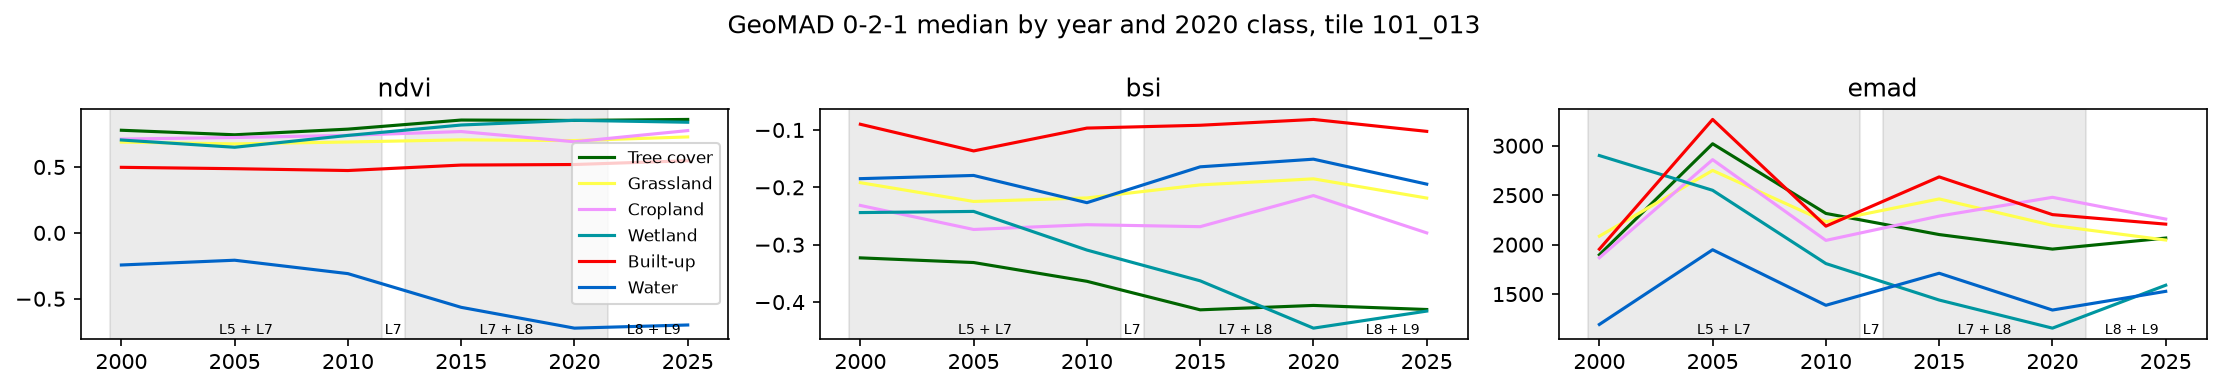 GeoMAD 0-2-1 median by year and 2020 class, tile 101_013
ndvi
0.5
0.0
−0.5
2000 2005 2010 2015 2020 2025
L5 + L7 L7 L7 + L8 L8 + L9
Tree cover
Grassland
Cropland
Wetland
Built-up
Water
bsi
−0.1
−0.2
−0.3
−0.4
L5 + L7 L7 L7 + L8 L8 + L9
2000 2005 2010 2015 2020 2025
emad
3000
2500
2000
1500
L5 + L7 L7 L7 + L8 L8 + L9
2000 2005 2010 2015 2020 2025